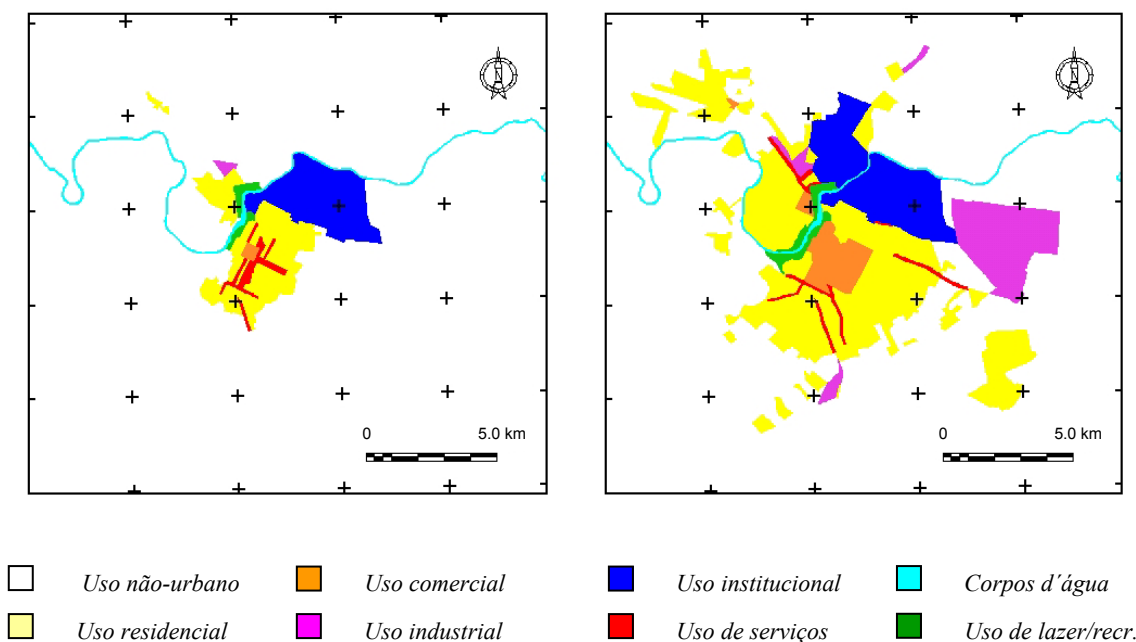 N N
0 5.0 km 0 5.0 km
Uso não-urbano Uso comercial Uso institucional Corpos d´água
Uso residencial Uso industrial Uso de serviços Uso de lazer/recr.